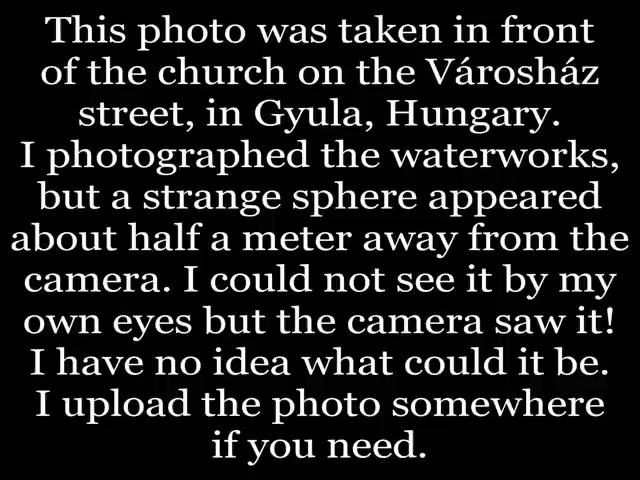 This photo was taken in front
of the church on the Városház
street, in Gyula, Hungary.
I photographed the waterworks,
but a strange sphere appeared
about half a meter away from the
camera. I could not see it by my
own eyes but the camera saw it!
I have no idea what could it be.
I upload the photo somewhere
if you need.